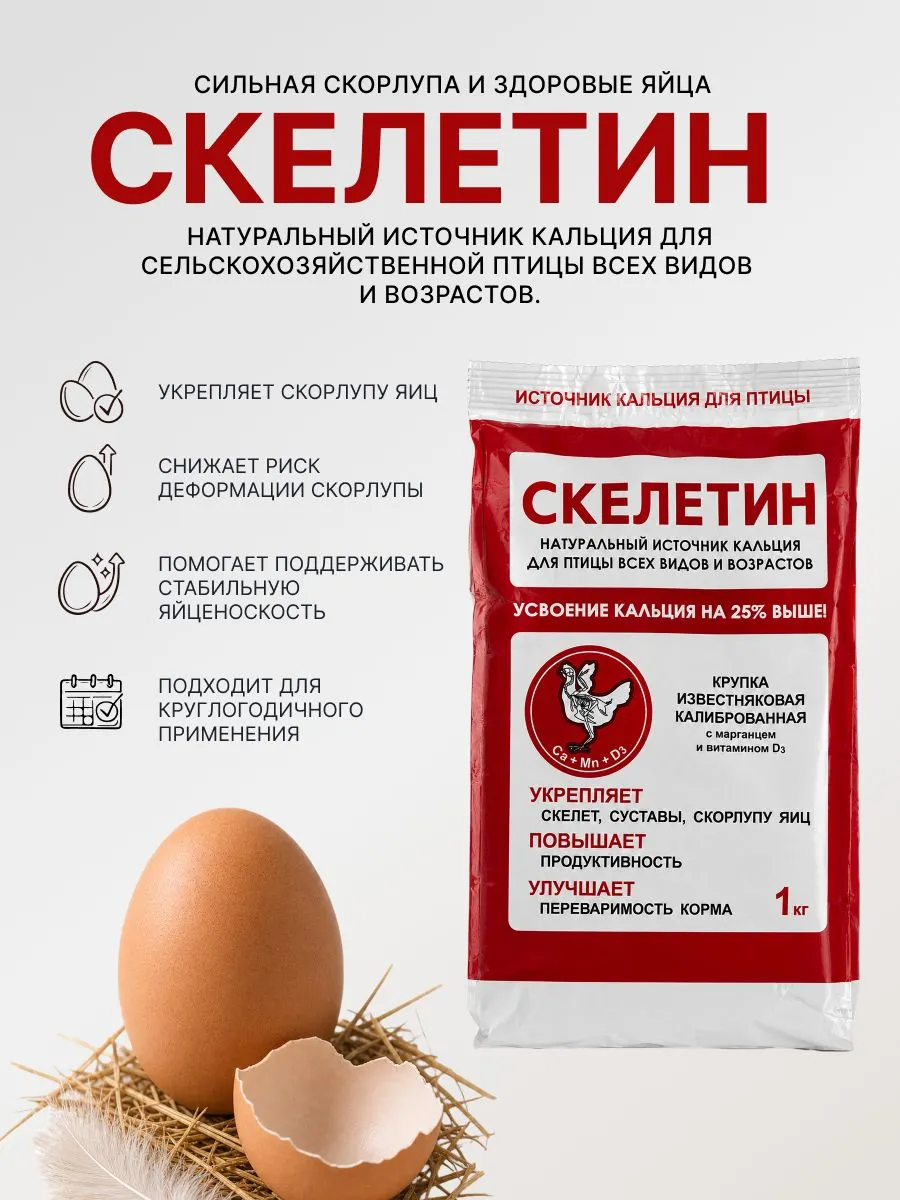 СИЛЬНАЯ СКОРЛУПА И ЗДОРОВЫЕ ЯЙЦА
СКЕЛЕТИН
НАТУРАЛЬНЫЙ ИСТОЧНИК КАЛЬЦИЯ ДЛЯ
СЕЛЬСКОХОЗЯЙСТВЕННОЙ ПТИЦЫ ВСЕХ ВИДОВ
И ВОЗРАСТОВ.
УКРЕПЛЯЕТ СКОРЛУПУ ЯИЦ
СНИЖАЕТ РИСК
ДЕФОРМАЦИИ СКОРЛУПЫ
ПОМОГАЕТ ПОДДЕРЖИВАТЬ
СТАБИЛЬНУЮ
ЯЙЦЕНОСКОСТЬ
ПОДХОДИТ ДЛЯ
КРУГЛОГОДИЧНОГО
ПРИМЕНЕНИЯ
ИСТОЧНИК КАЛЬЦИЯ ДЛЯ ПТИЦЫ
СКЕЛЕТИН
НАТУРАЛЬНЫЙ ИСТОЧНИК КАЛЬЦИЯ
ДЛЯ ПТИЦЫ ВСЕХ ВИДОВ И ВОЗРАСТОВ
УСВОЕНИЕ КАЛЬЦИЯ НА 25% ВЫШЕ!
Ca + Mn + D3
КРУПКА
ИЗВЕСТНЯКОВАЯ
КАЛИБРОВАННАЯ
с марганцем
и витамином D3
УКРЕПЛЯЕТ
СКЕЛЕТ, СУСТАВЫ, СКОРЛУПУ ЯИЦ
ПОВЫШАЕТ
ПРОДУКТИВНОСТЬ
УЛУЧШАЕТ
ПЕРЕВАРИМОСТЬ КОРМА
1 кг